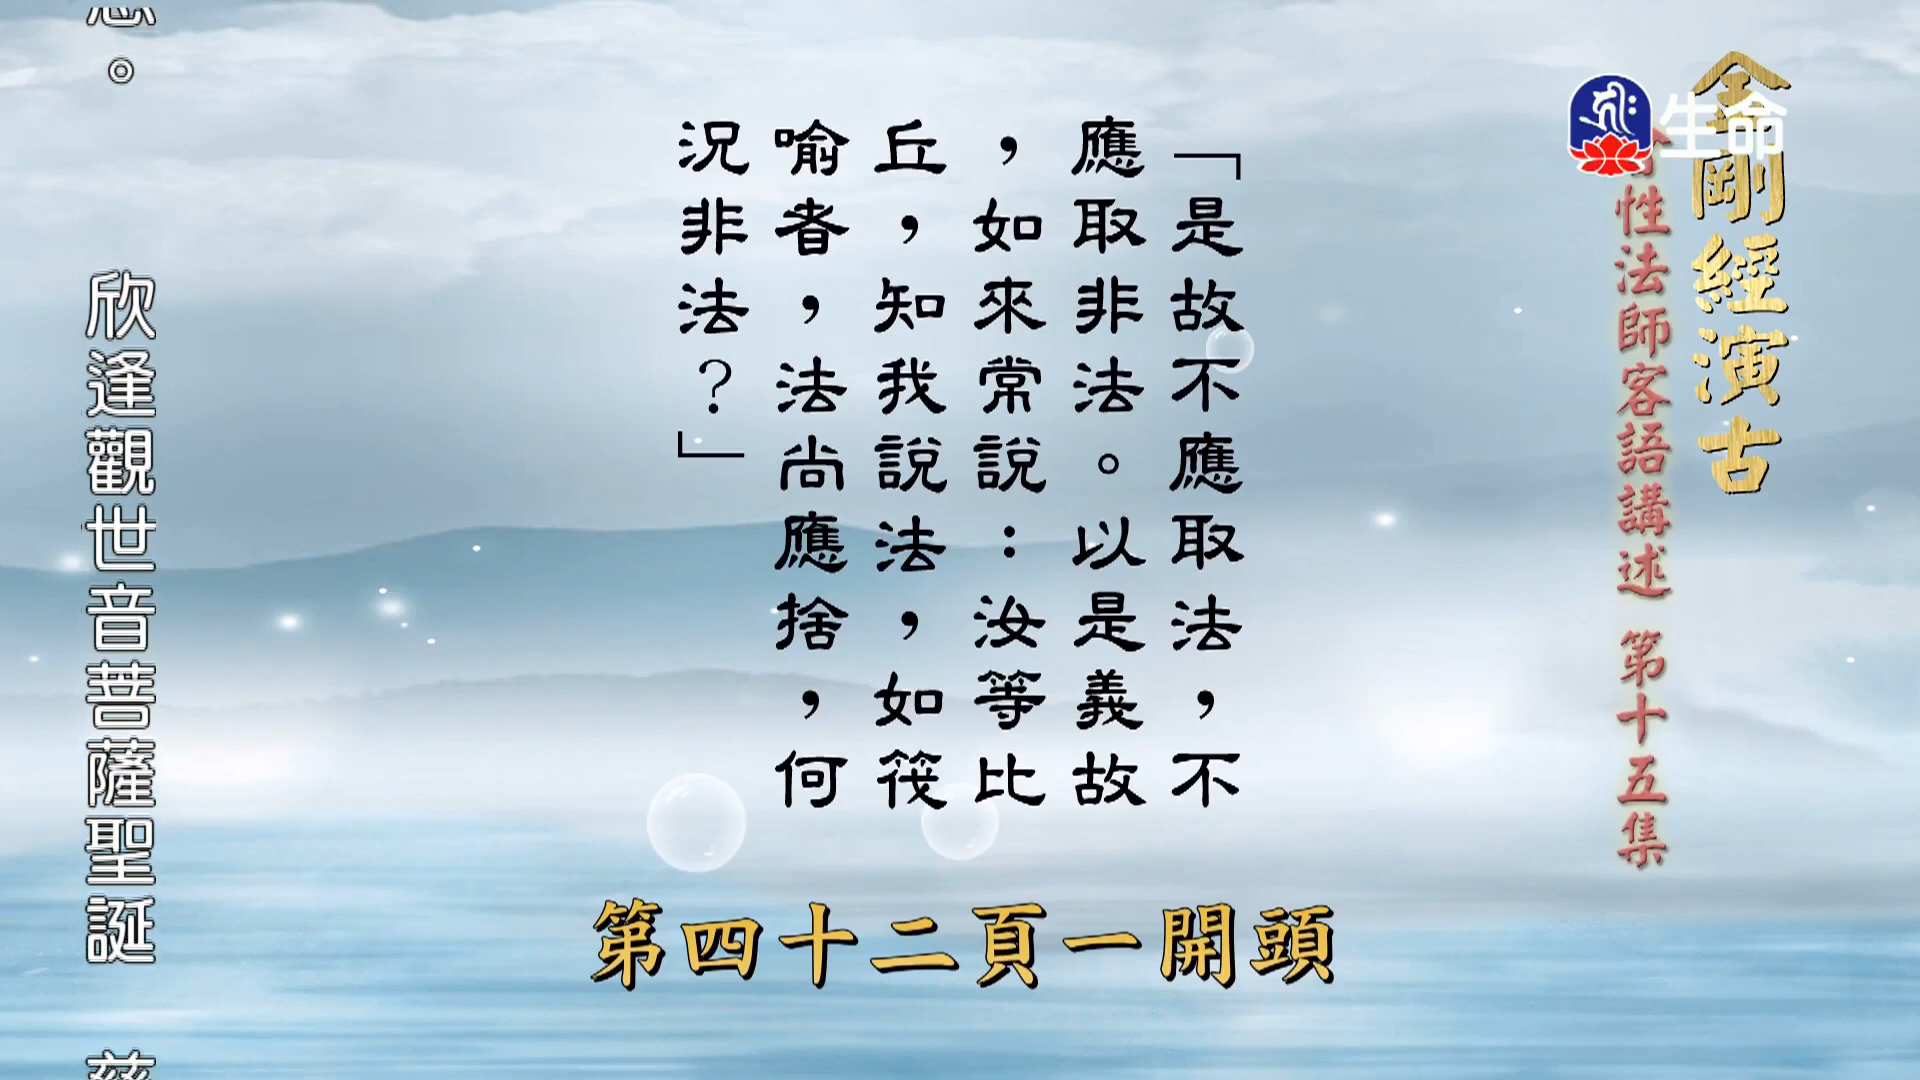 金剛經演古
性法師客語講述 第十五集
生命
「是故不應取法，不
應取非法。以是義故
，如來常說：汝等比
丘，知我說法，如筏
喻者，法尚應捨，何
況非法？」
第四十二頁一開頭
欣逢觀世音菩薩聖誕